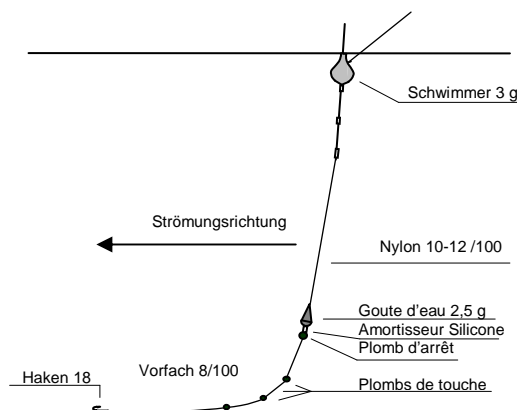 Schwimmer 3 g
Strömungsrichtung
Nylon 10-12 /100
Goute d'eau 2,5 g
Amortisseur Silicone
Plomb d'arrêt
Haken 18
Vorfach 8/100
Plombs de touche